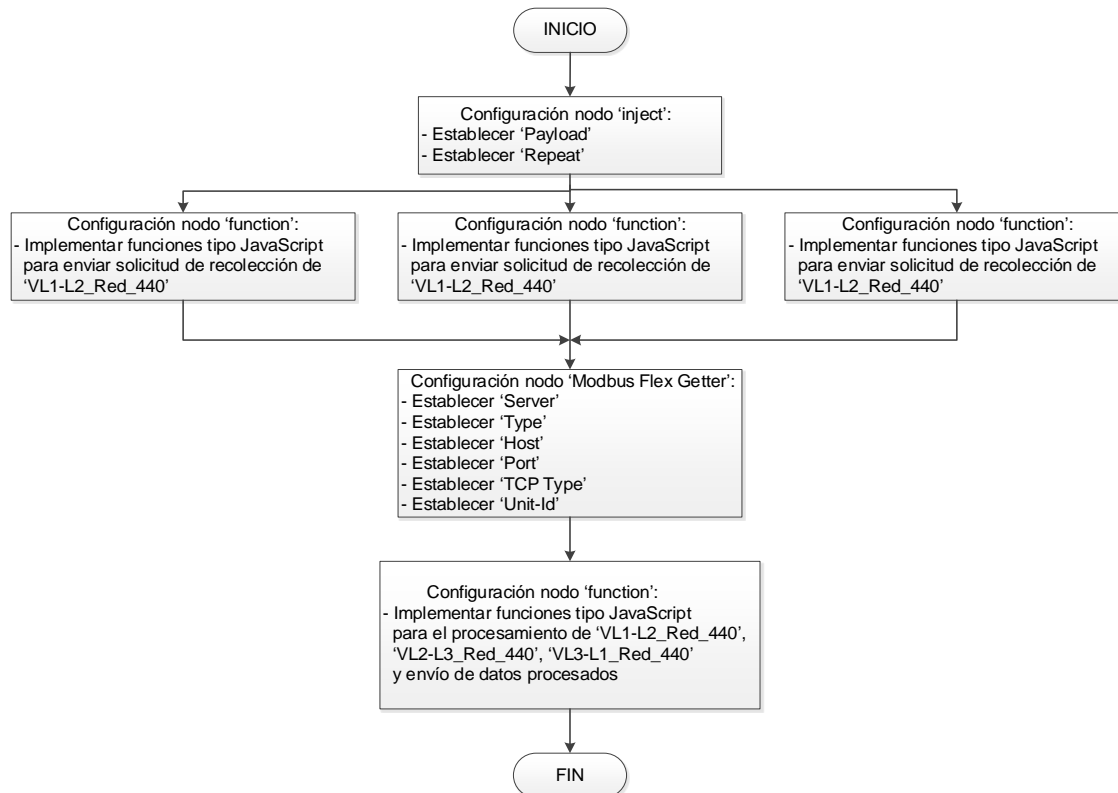 INICIO
Configuración nodo ‘inject’:
- Establecer ‘Payload’
- Establecer ‘Repeat’
Configuración nodo ‘function’:
- Implementar funciones tipo JavaScript
para enviar solicitud de recolección de
‘VL1-L2_Red_440’
Configuración nodo ‘function’:
- Implementar funciones tipo JavaScript
para enviar solicitud de recolección de
‘VL1-L2_Red_440’
Configuración nodo ‘function’:
- Implementar funciones tipo JavaScript
para enviar solicitud de recolección de
‘VL1-L2_Red_440’
Configuración nodo ‘Modbus Flex Getter’:
- Establecer ‘Server’
- Establecer ‘Type’
- Establecer ‘Host’
- Establecer ‘Port’
- Establecer ‘TCP Type’
- Establecer ‘Unit-Id’
Configuración nodo ‘function’:
- Implementar funciones tipo JavaScript
para el procesamiento de ‘VL1-L2_Red_440’,
‘VL2-L3_Red_440’, ‘VL3-L1_Red_440’
y envío de datos procesados
FIN